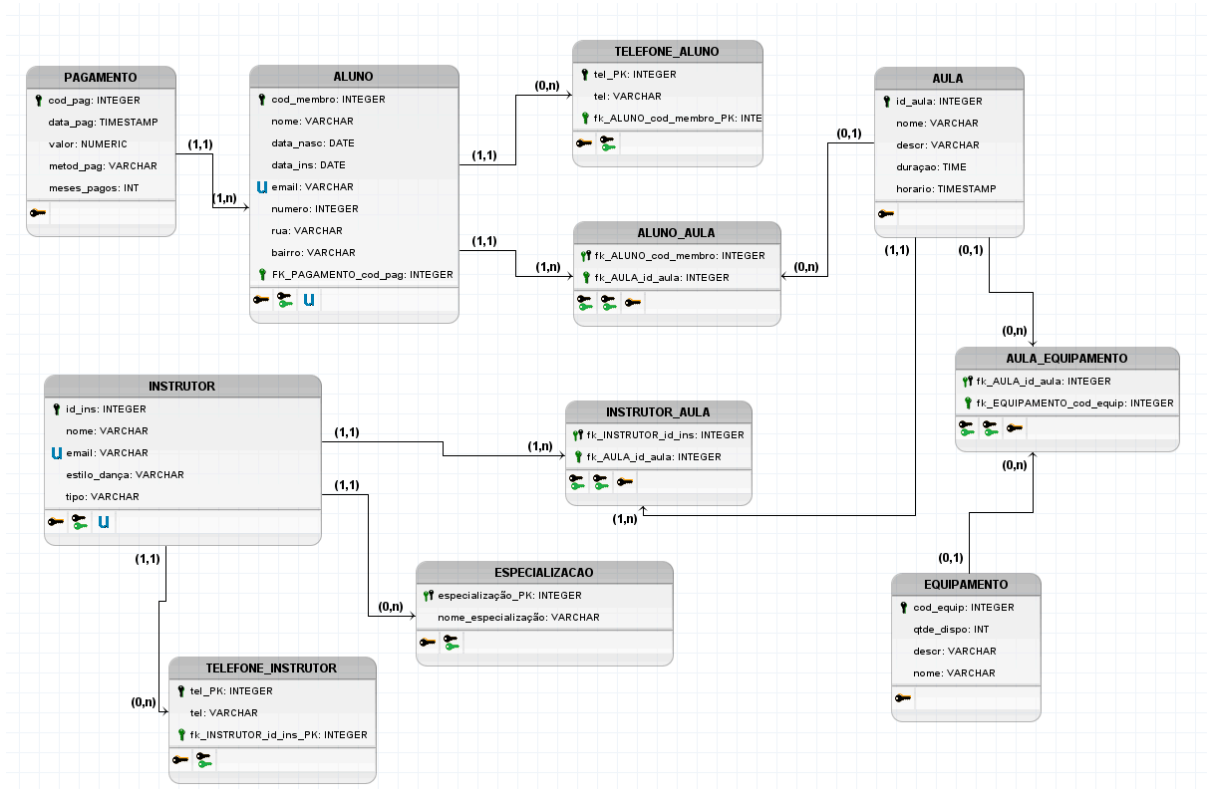 PAGAMENTO
cod_pag: INTEGER
data_pag: TIMESTAMP
valor: NUMERIC
metod_pag: VARCHAR
meses_pagos: INT
(1,1)
(1,n)
ALUNO
cod_membro: INTEGER
nome: VARCHAR
data_nasc: DATE
data_ins: DATE
u email: VARCHAR
numero: INTEGER
rua: VARCHAR
bairro: VARCHAR
FK_PAGAMENTO_cod_pag: INTEGER
u
(1,1)
(0,n)
(1,1)
(1,n)
TELEFONE_ALUNO
tel_PK: INTEGER
tel: VARCHAR
fk_ALUNO_cod_membro_PK: INTE
ALUNO_AULA
fk_ALUNO_cod_membro: INTEGER
fk_AULA_id_aula: INTEGER
(0,1)
(0,n)
AULA
id_aula: INTEGER
nome: VARCHAR
descr: VARCHAR
duraçao: TIME
horario: TIMESTAMP
(1,1)
(0,1)
(0,n)
AULA_EQUIPAMENTO
fk_AULA_id_aula: INTEGER
fk_EQUIPAMENTO_cod_equip: INTEGER
(0,n)
(0,1)
INSTRUTOR
id_ins: INTEGER
nome: VARCHAR
u email: VARCHAR
estilo_dança: VARCHAR
tipo: VARCHAR
u
(1,1)
(1,n)
(1,1)
(0,n)
(1,1)
(0,n)
INSTRUTOR_AULA
fk_INSTRUTOR_id_ins: INTEGER
fk_AULA_id_aula: INTEGER
(1,n)
ESPECIALIZACAO
especialização_PK: INTEGER
nome_especialização: VARCHAR
EQUIPAMENTO
cod_equip: INTEGER
qtde_dispo: INT
descr: VARCHAR
nome: VARCHAR
TELEFONE_INSTRUTOR
tel_PK: INTEGER
tel: VARCHAR
fk_INSTRUTOR_id_ins_PK: INTEGER